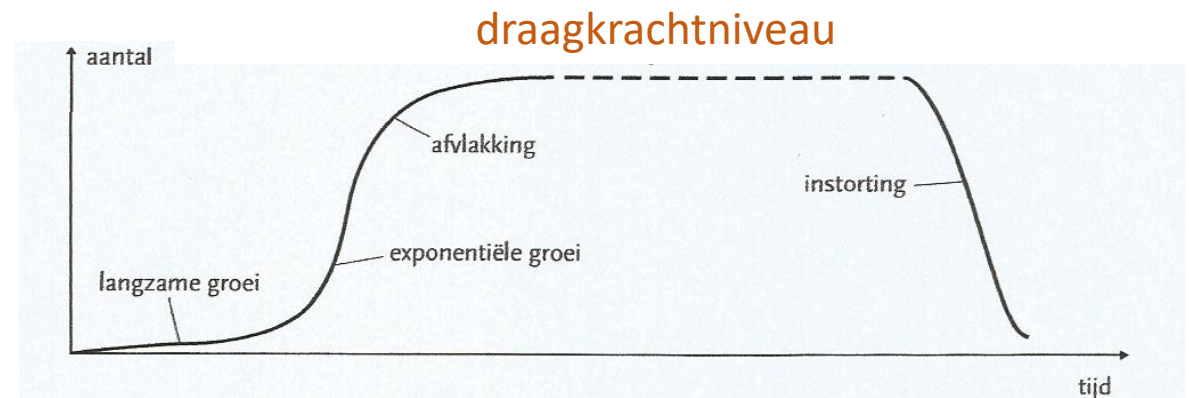 draagkrachtniveau
aantal
afvlakking
instorting
exponentiële groei
langzame groei
tijd